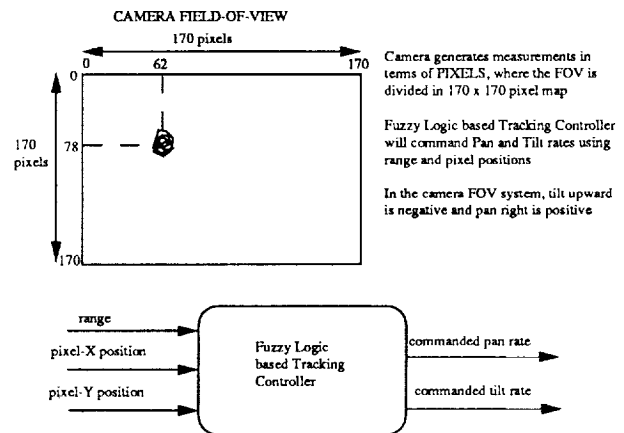 CAMERA FIELD-OF-VIEW
170 pixels
0 62 170
0
170
pixels
78
170
Camera generates measurements in
terms of PIXELS, where the FOV is
divided in 170 x 170 pixel map
Fuzzy Logic based Tracking Controller
will command Pan and Tilt rates using
range and pixel positions
In the camera FOV system, tilt upward
is negative and pan right is positive
range
pixel-X position
pixel-Y position
Fuzzy Logic
based Tracking
Controller
commanded pan rate
commanded tilt rate